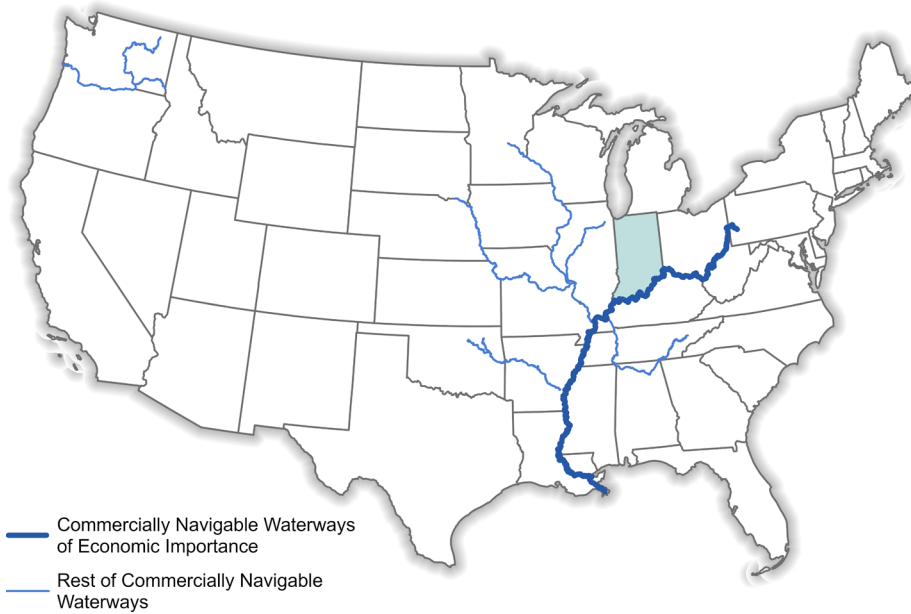 Commercially Navigable Waterways
of Economic Importance
Rest of Commercially Navigable
Waterways